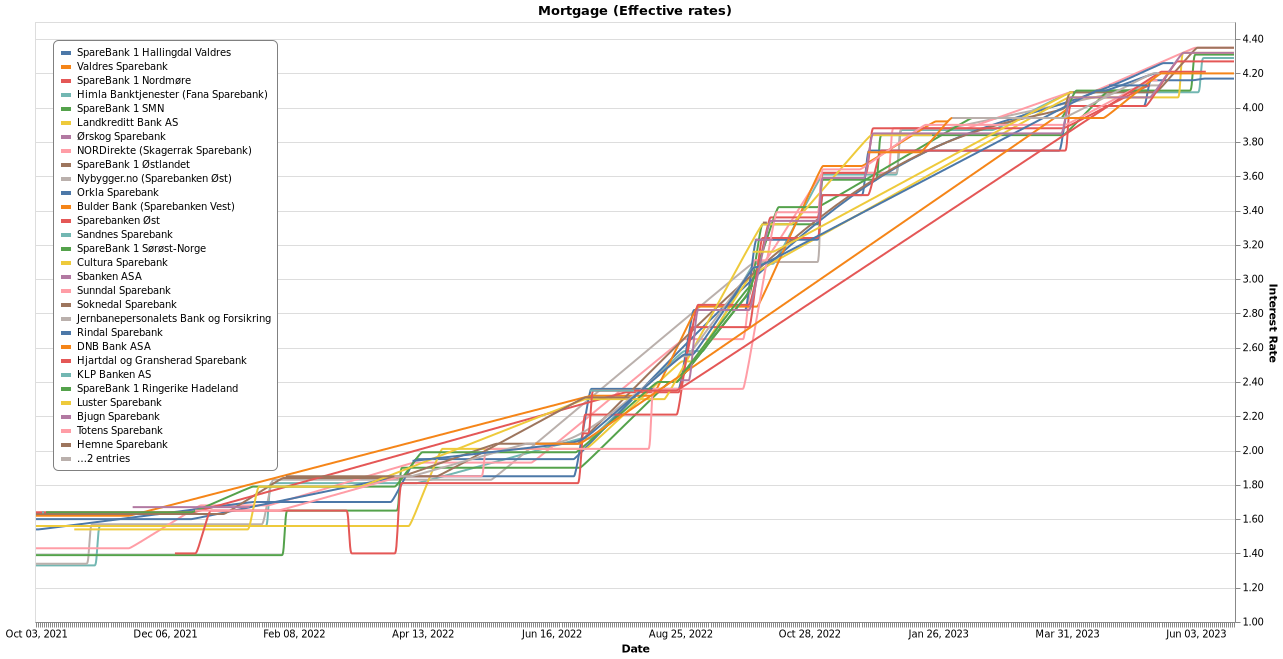 Mortgage (Effective rates)
SpareBank 1 Hallingdal Valdres
Valdres Sparebank
SpareBank 1 Nordmøre
Himla Banktjenester (Fana Sparebank)
SpareBank 1 SMN
Landkreditt Bank AS
Ørskog Sparebank
NORDirekte (Skagerrak Sparebank)
SpareBank 1 Østlandet
Nybygger.no (Sparebanken Øst)
Orkla Sparebank
Bulder Bank (Sparebanken Vest)
Sparebanken Øst
Sandnes Sparebank
SpareBank 1 Sørøst-Norge
Cultura Sparebank
Sbanken ASA
Sunndal Sparebank
Soknedal Sparebank
Jernbanepersonalets Bank og Forsikring
Rindal Sparebank
DNB Bank ASA
Hjartdal og Gransherad Sparebank
KLP Banken AS
SpareBank 1 Ringerike Hadeland
Luster Sparebank
Bjugn Sparebank
Totens Sparebank
Hemne Sparebank
...2 entries
4.40
4.20
4.00
3.80
3.60
3.40
3.20
3.00
2.80
2.60
2.40
2.20
2.00
1.80
1.60
1.40
1.20
1.00
Interest Rate
Oct 03, 2021 Dec 06, 2021 Feb 08, 2022 Apr 13, 2022 Jun 16, 2022 Aug 25, 2022 Oct 28, 2022 Jan 26, 2023 Mar 31, 2023 Jun 03, 2023
Date